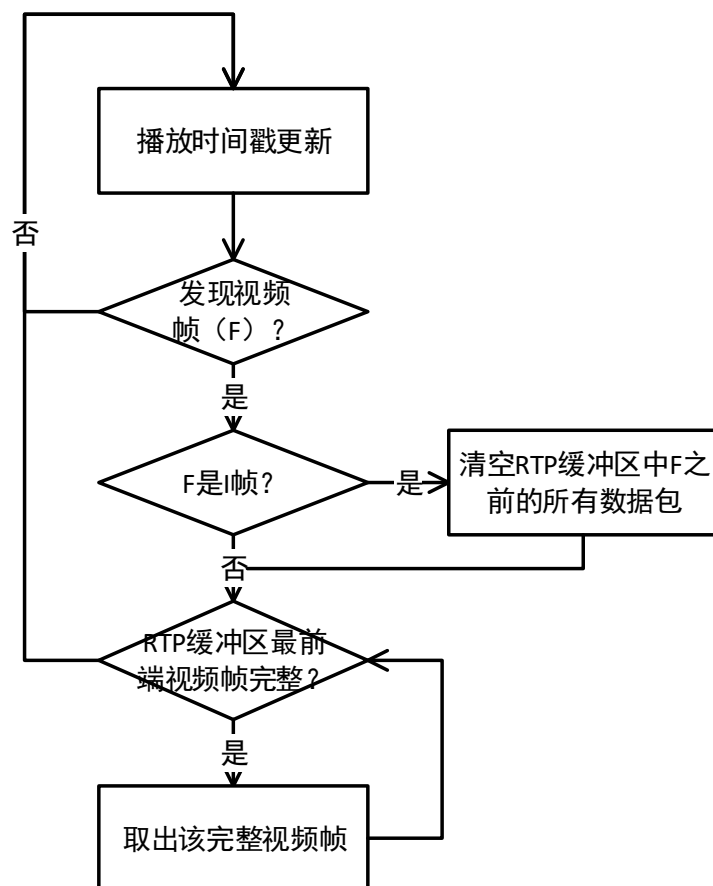 播放时间戳更新
否
发现视频
帧（F）？
是
F是I帧？
是
清空RTP缓冲区中F之
前的所有数据包
否
RTP缓冲区最前
端视频帧完整？
是
取出该完整视频帧